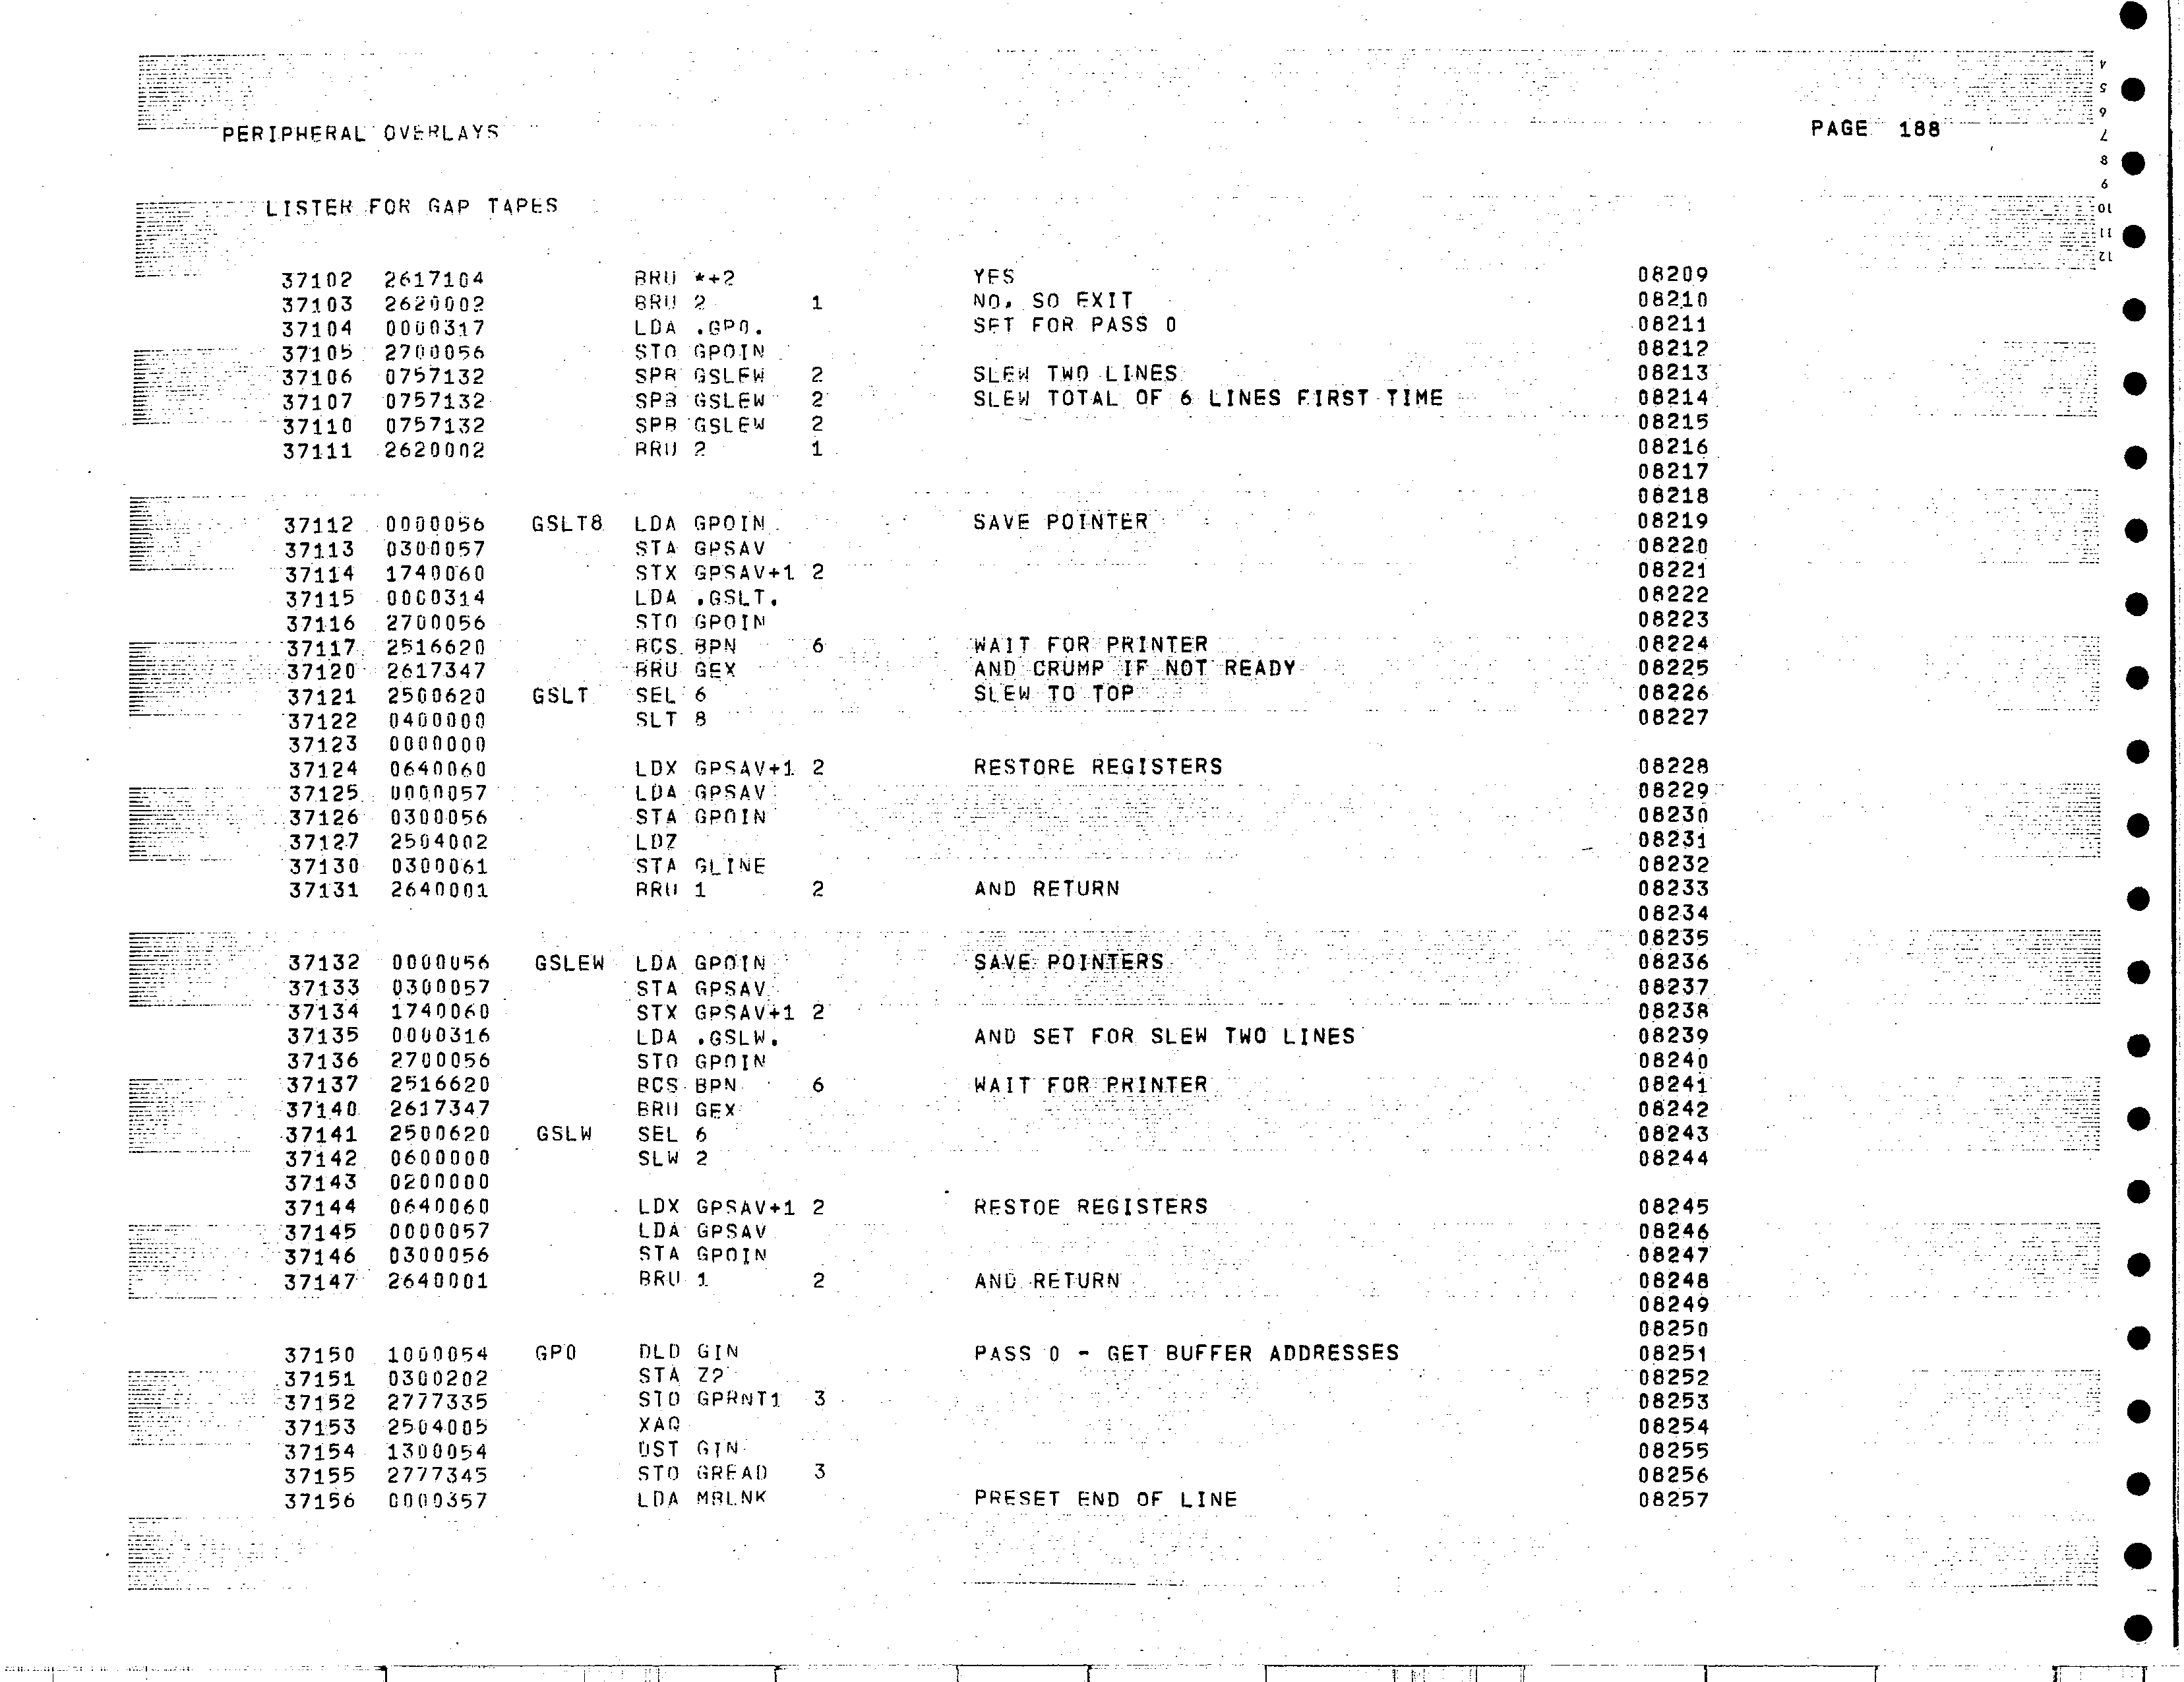 PERIPHERAL OVERLAYS PAGE 188
LISTER FOR GAP TAPES
37102 2617104 BRU *+2 YES 08209
37103 2620002 BRU 2 1 NO, SO EXIT 08210
37104 0000317 LDA .GP0. SET FOR PASS 0 08211
37105 2700056 STO GPOIN 08212
37106 0757132 SPB GSLEW 2 SLEW TWO LINES 08213
37107 0757132 SPB GSLEW 2 SLEW TOTAL OF 6 LINES FIRST TIME 08214
37110 0757132 SPB GSLEW 2 08215
37111 2620002 BRU 2 1 08216
08217
08218
37112 0000056 GSLT8 LDA GPOIN SAVE POINTER 08219
37113 0300057 STA GPSAV 08220
37114 1740060 STX GPSAV+1 2 08221
37115 0000314 LDA .GSLT. 08222
37116 2700056 STO GPOIN 08223
37117 2516620 BCS BPN 6 WAIT FOR PRINTER 08224
37120 2617347 BRU GEX AND CRUMP IF NOT READY 08225
37121 2500620 GSLT SEL 6 SLEW TO TOP 08226
37122 0400000 SLT 8 08227
37123 0000000
37124 0640060 LDX GPSAV+1 2 RESTORE REGISTERS 08228
37125 0000057 LDA GPSAV 08229
37126 0300056 STA GPOIN 08230
37127 2504002 LDZ 08231
37130 0300061 STA GLINE 08232
37131 2640001 BRU 1 2 AND RETURN 08233
08234
08235
37132 0000056 GSLEW LDA GPOIN SAVE POINTERS 08236
37133 0300057 STA GPSAV 08237
37134 1740060 STX GPSAV+1 2 08238
37135 0000316 LDA .GSLW. AND SET FOR SLEW TWO LINES 08239
37136 2700056 STO GPOIN 08240
37137 2516620 BCS BPN 6 WAIT FOR PRINTER 08241
37140 2617347 BRU GEX 08242
37141 2500620 GSLW SEL 6 08243
37142 0600000 SLW 2 08244
37143 0200000
37144 0640060 LDX GPSAV+1 2 RESTOE REGISTERS 08245
37145 0000057 LDA GPSAV 08246
37146 0300056 STA GPOIN 08247
37147 2640001 BRU 1 2 AND RETURN 08248
08249
08250
37150 1000054 GP0 DLD GIN PASS 0 - GET BUFFER ADDRESSES 08251
37151 0300202 STA Z2 08252
37152 2777335 STO GPRNT1 3 08253
37153 2504005 XAQ 08254
37154 1300054 DST GIN 08255
37155 2777345 STO GREAD 3 08256
37156 0000357 LDA MBLNK PRESET END OF LINE 08257
4
5
6
7
8
9
10
11
12